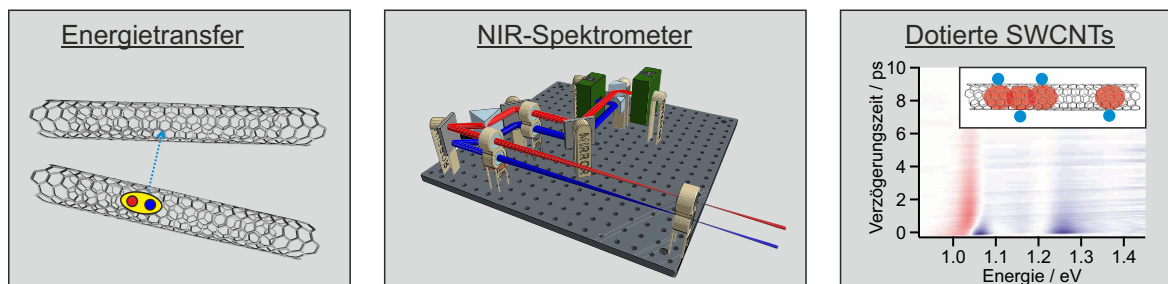 Energietransfer
NIR-Spektrometer
Dotierte SWCNTs
Verzögerungszeit / ps
10
8
6
4
2
0
1.0 1.1 1.2 1.3 1.4
Energie / eV